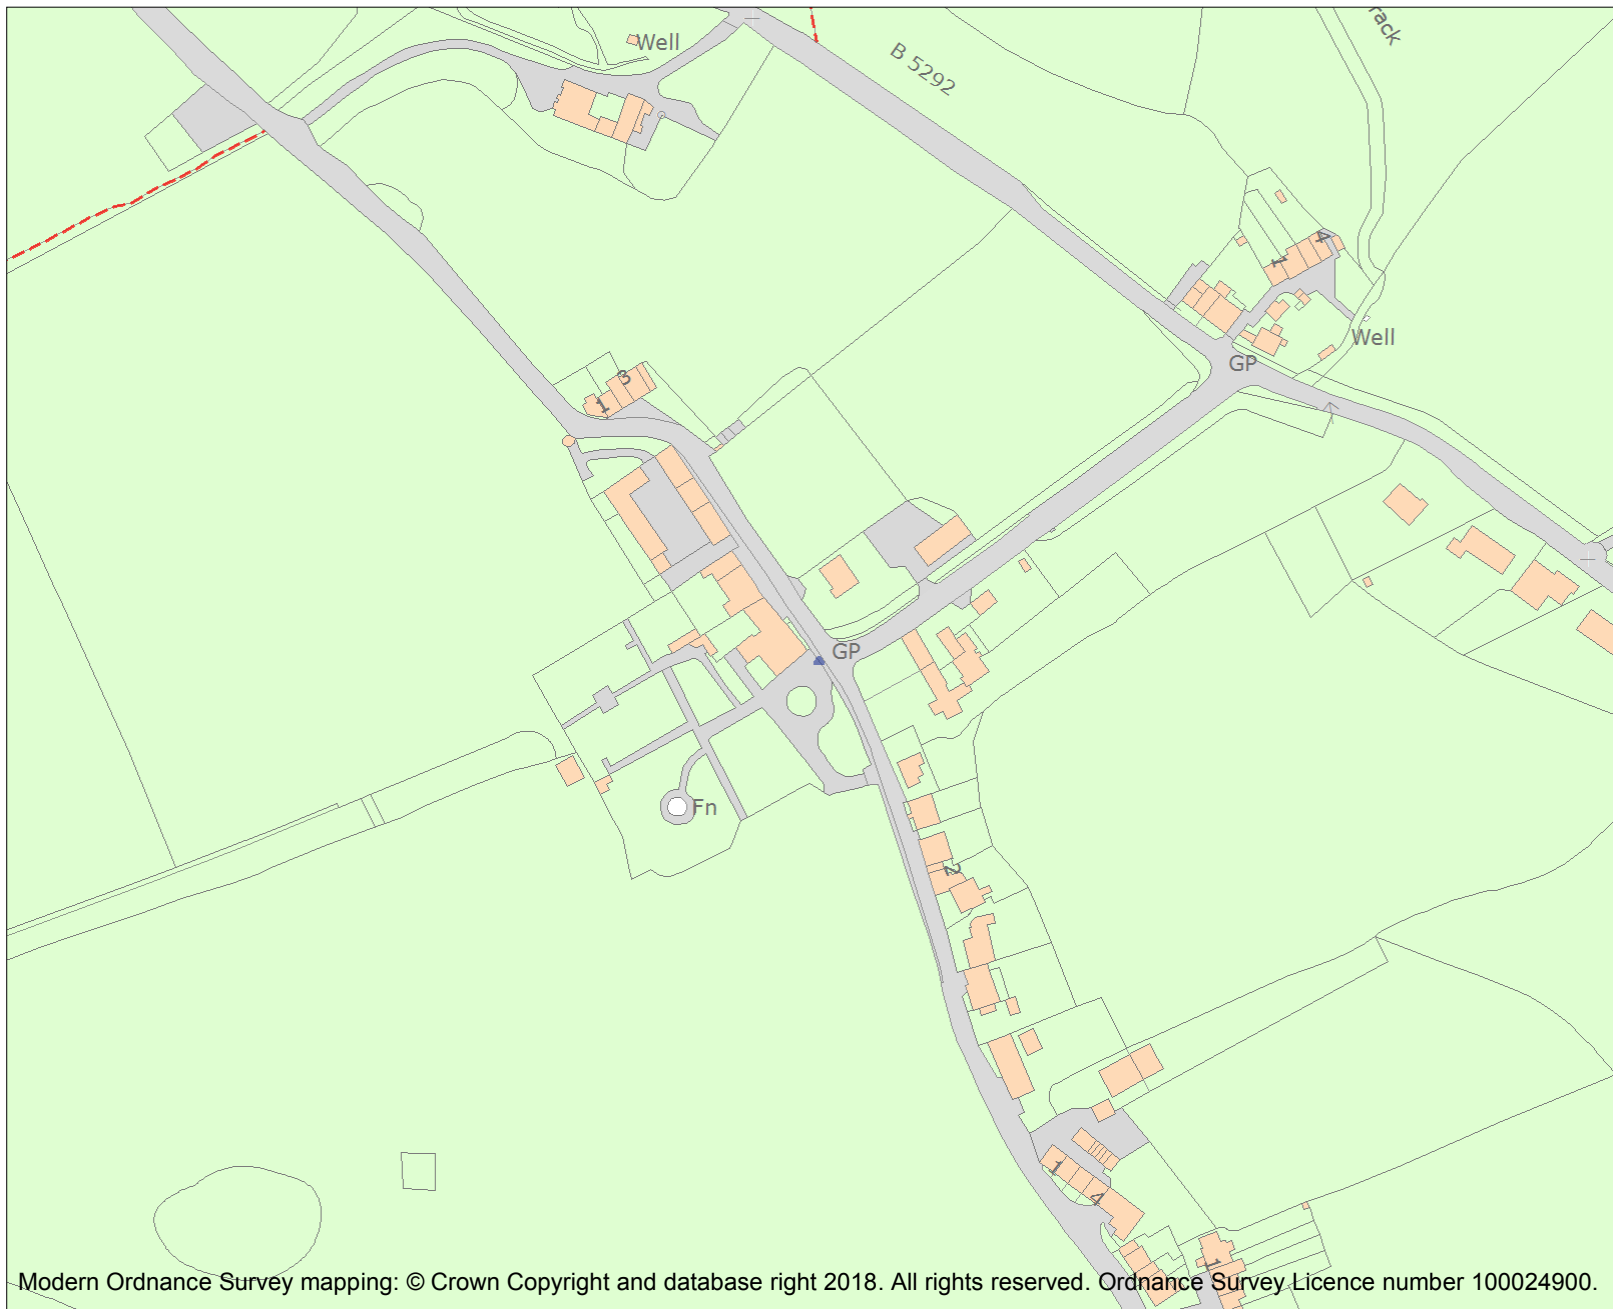 rack
Well
B 5292
4
1
Well
GP
3
1
GP
Fn
2
1
4
1
Modern Ordnance Survey mapping: © Crown Copyright and database right 2018. All rights reserved. Ordnance Survey Licence number 100024900.